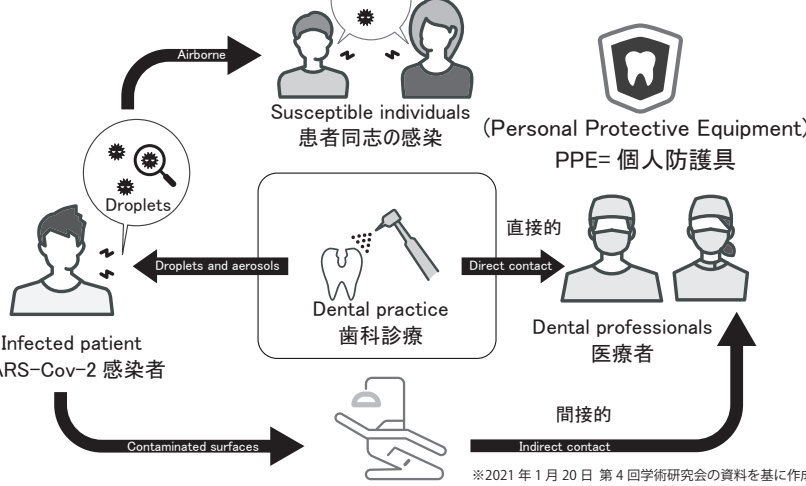 Airborne
Susceptible individuals
患者同志の感染
(Personal Protective Equipment)
PPE= 個人防護具
Droplets
直接的
Droplets and aerosols
Direct contact
Dental practice
歯科診療
Infected patient
ARS-Cov-2 感染者
Dental professionals
医療者
間接的
Contaminated surfaces
Indirect contact
※2021 年 1 月 20 日 第 4 回学術研究会の資料を基に作成